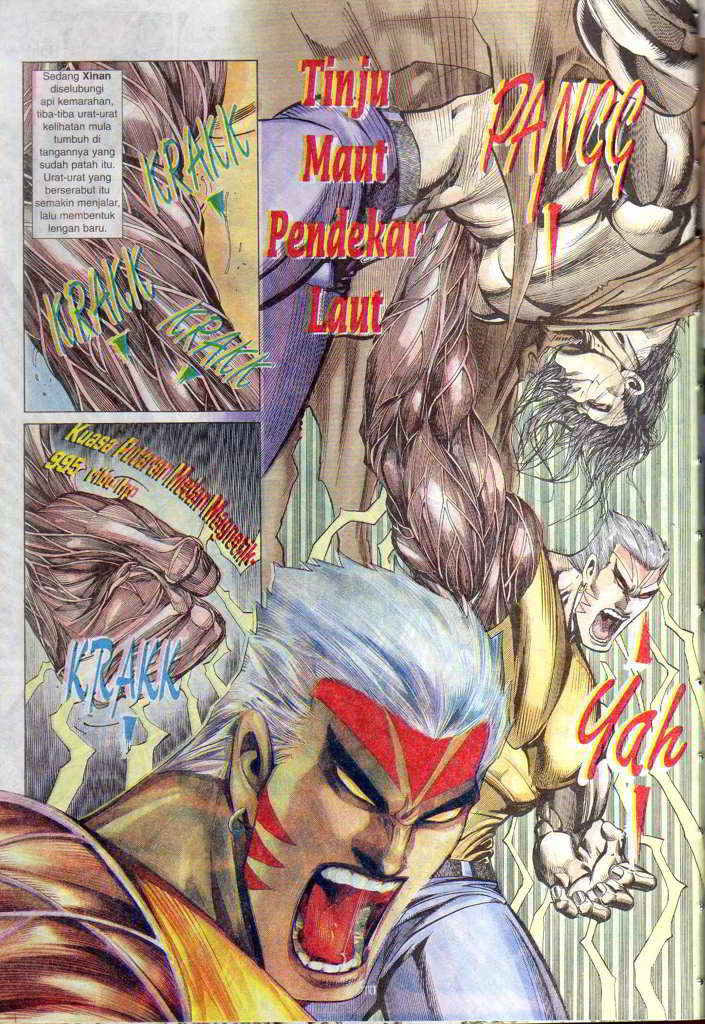 Sedang Xinan
diselubungi
api kemarahan,
tiba-tiba urat-urat
kelihatan mula
tumbuh di
tangannya yang
sudah patah itu.
Urat-urat yang
berserabut itu
semakin menjalar,
lalu membentuk
lengan baru.
KRAKK
KRAKK
KRAKK
Tinju
Maut
Pendekar
Laut
PANGG
Kuasa Putaran Medan Magnetik
995 ribu hp
KRAKK
Yah